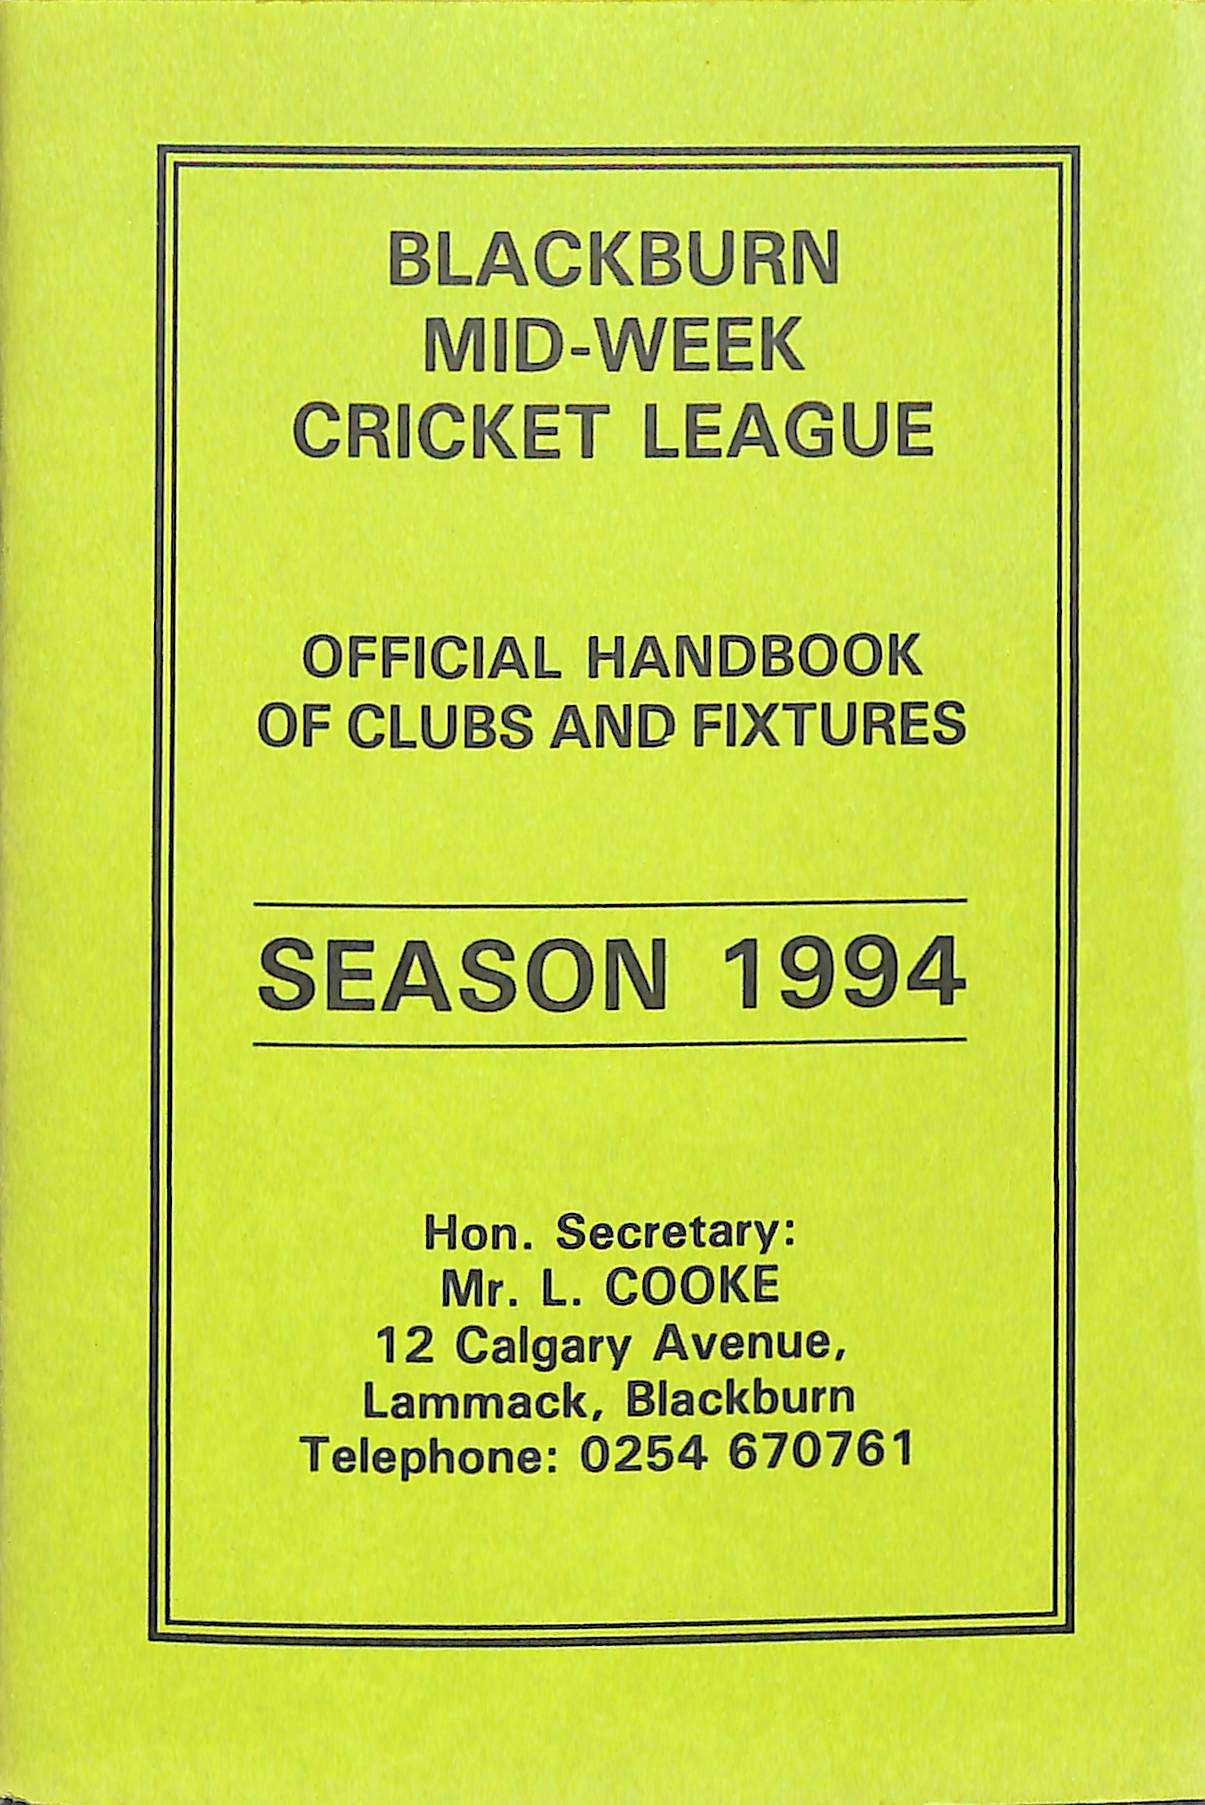 BLACKBURN
MID-WEEK
CRICKET LEAGUE
OFFICIAL HANDBOOK
OF CLUBS AND FIXTURES
SEASON 1994
Hon. Secretary:
Mr. L. COOKE
12 Calgary Avenue,
Lammack, Blackburn
Telephone: 0254 670761